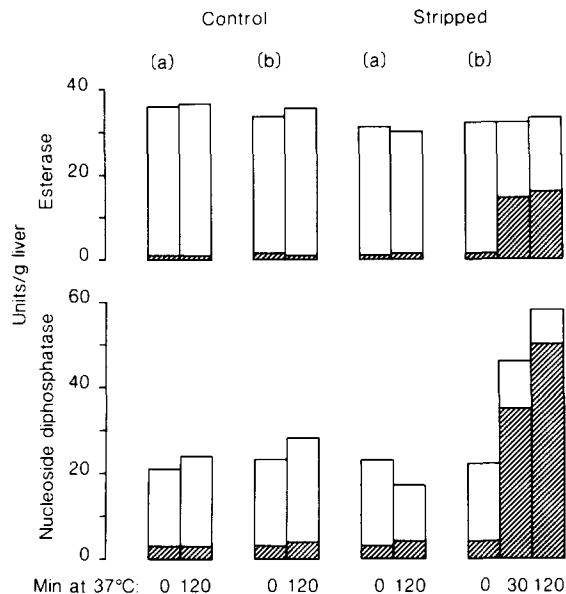 Control Stripped
(a) (b) (a) (b)
40
20
0
Esterase
Units/g liver
60
40
20
0
Nucleoside diphosphatase
Min at 37°C: 0 120 0 120 0 120 0 30 120